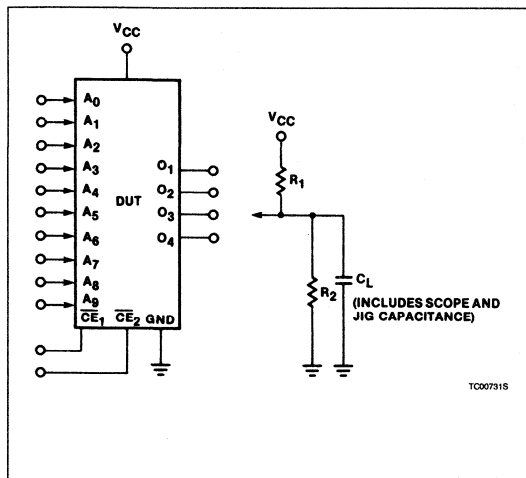 VCC
A0
A1
A2
A3
A4
A5
A6
A7
A8
A9
DUT
O1
O2
O3
O4
CE1 CE2 GND
VCC
R1
R2
CL
(INCLUDES SCOPE AND
JIG CAPACITANCE)
TC00731S